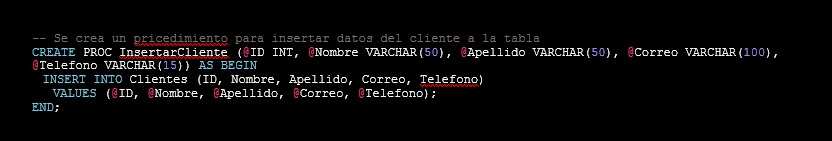 -- Se crea un pricedimiento para insertar datos del cliente a la tabla
CREATE PROC InsertarCliente (@ID INT, @Nombre VARCHAR(50), @Apellido VARCHAR(50), @Correo VARCHAR(100),
@Telefono VARCHAR(15)) AS BEGIN
INSERT INTO Clientes (ID, Nombre, Apellido, Correo, Telefono)
VALUES (@ID, @Nombre, @Apellido, @Correo, @Telefono);
END;